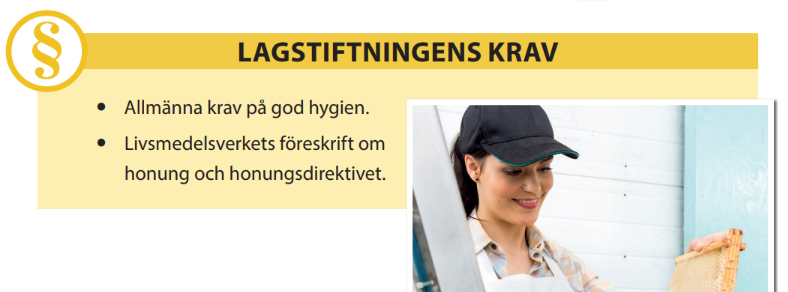 §
LAGSTIFTNINGENS KRAV
• Allmänna krav på god hygien.
• Livsmedelsverkets föreskrift om
honung och honungsdirektivet.